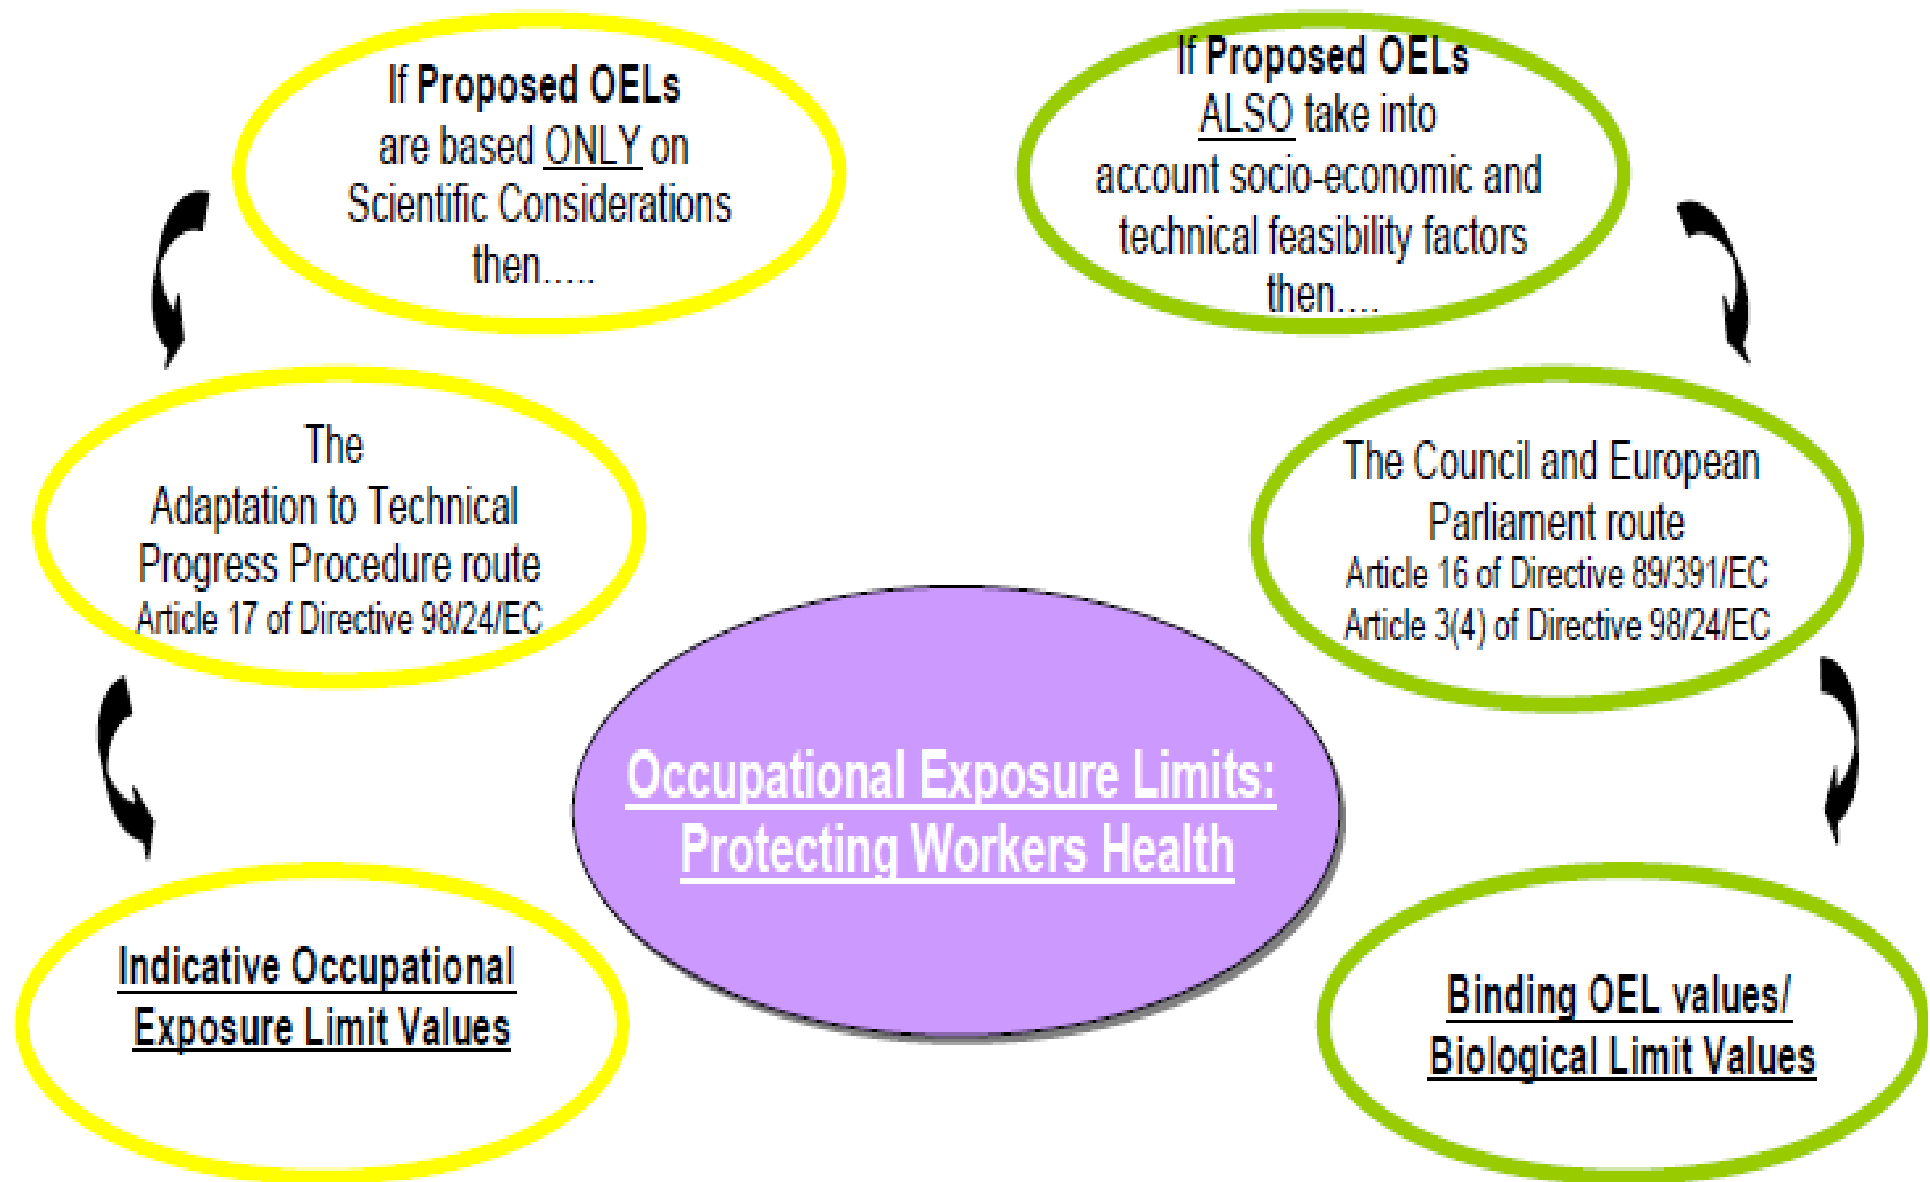 If Proposed OELs
are based ONLY on
Scientific Considerations
then.....
The
Adaptation to Technical
Progress Procedure route
Article 17 of Directive 98/24/EC
Indicative Occupational
Exposure Limit Values
Occupational Exposure Limits:
Protecting Workers Health
If Proposed OELs
ALSO take into
account socio-economic and
technical feasibility factors
then....
The Council and European
Parliament route
Article 16 of Directive 89/391/EC
Article 3(4) of Directive 98/24/EC
Binding OEL values/
Biological Limit Values